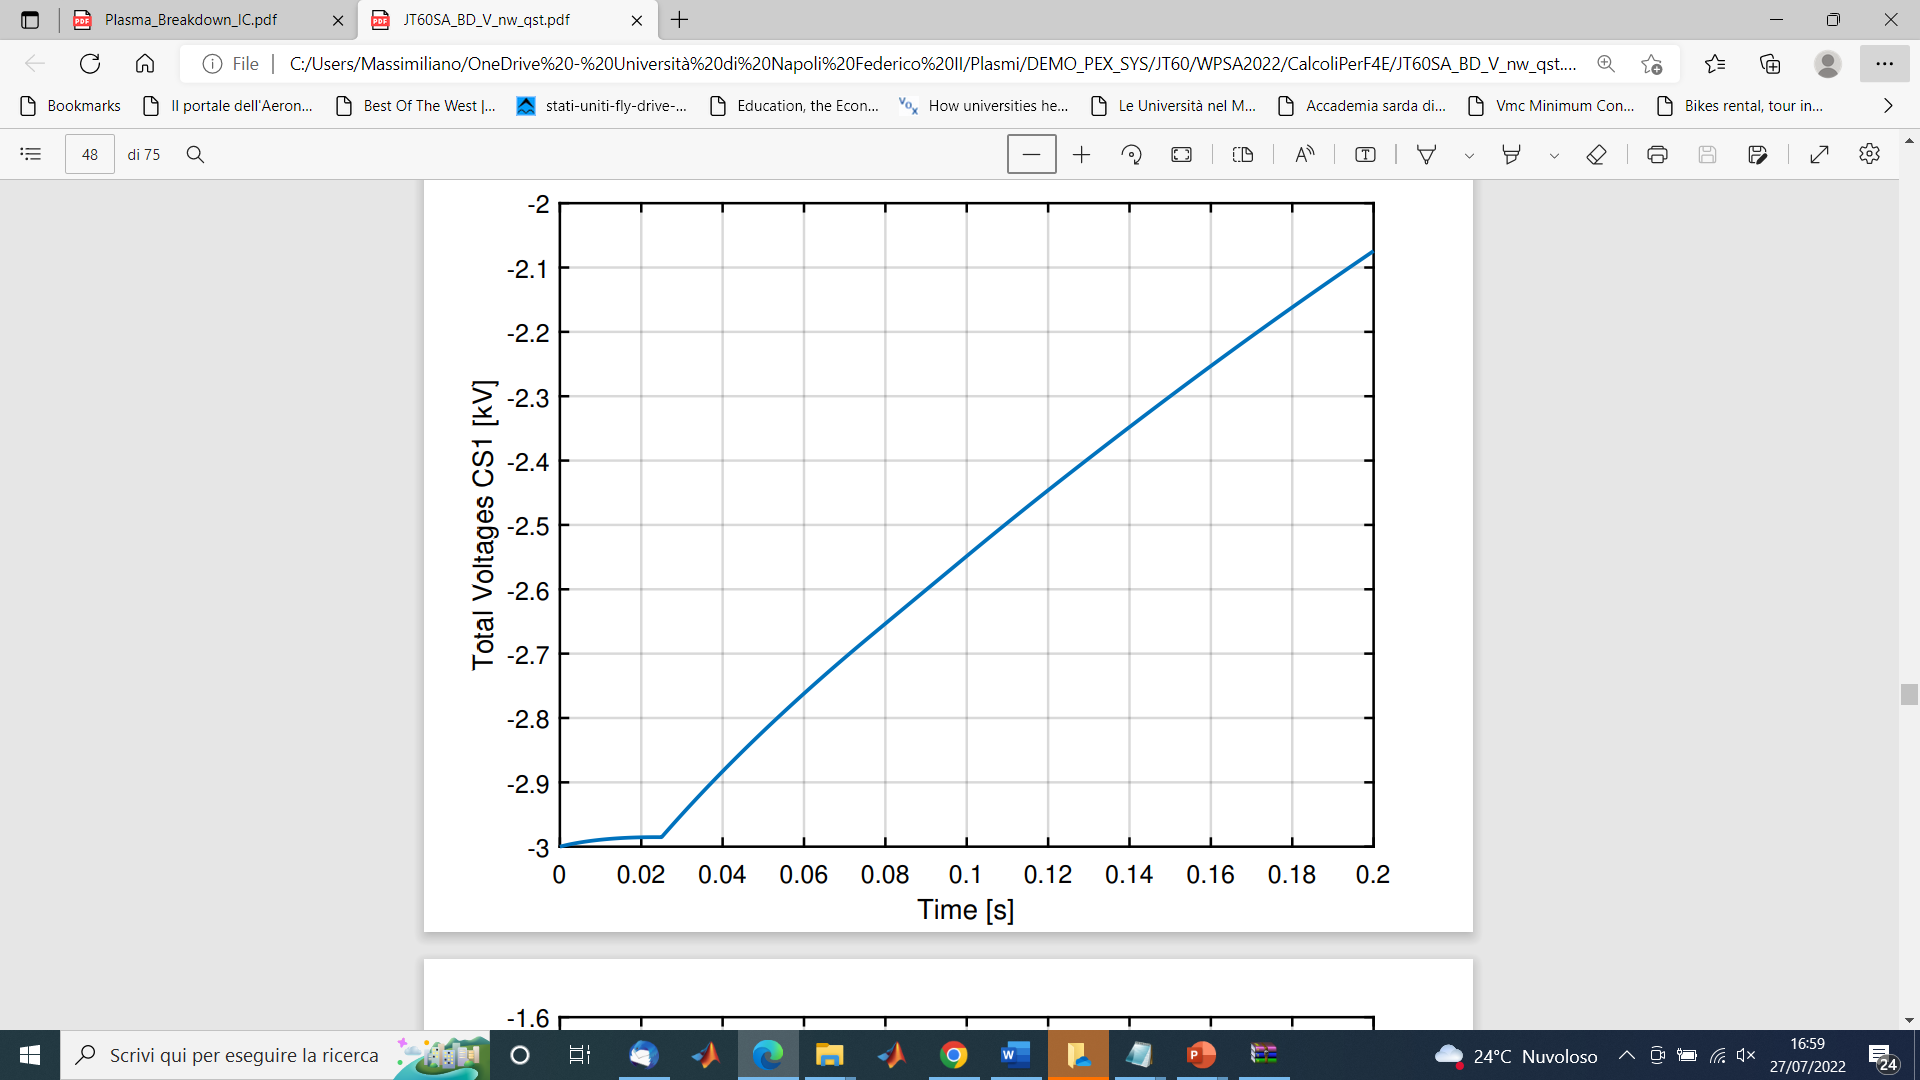 Plasma_Breakdown_IC.pdf
JT60SA_BD_V_nw_qst.pdf
File
C:/Users/Massimiliano/OneDrive%20-%20Università%20di%20Napoli%20Federico%20II/Plasmi/DEMO_PEX_SYS/JT60/WPSA2022/CalcoliPerF4E/JT60SA_BD_V_nw_qst....
Bookmarks
Il portale dell'Aeron...
Best Of The West |...
stati-uniti-fly-drive-...
Education, the Econ...
Vox
How universities he...
Le Università nel M...
Accademia sarda di...
Vmc Minimum Con...
Bikes rental, tour in...
48
di 75
-2
-2.1
-2.2
-2.3
-2.4
-2.5
-2.6
-2.7
-2.8
-2.9
-3
Total Voltages CS1 [kV]
0 0.02 0.04 0.06 0.08 0.1 0.12 0.14 0.16 0.18 0.2
Time [s]
-1.6
Scrivi qui per eseguire la ricerca
24°C Nuvoloso
16:59
27/07/2022
24